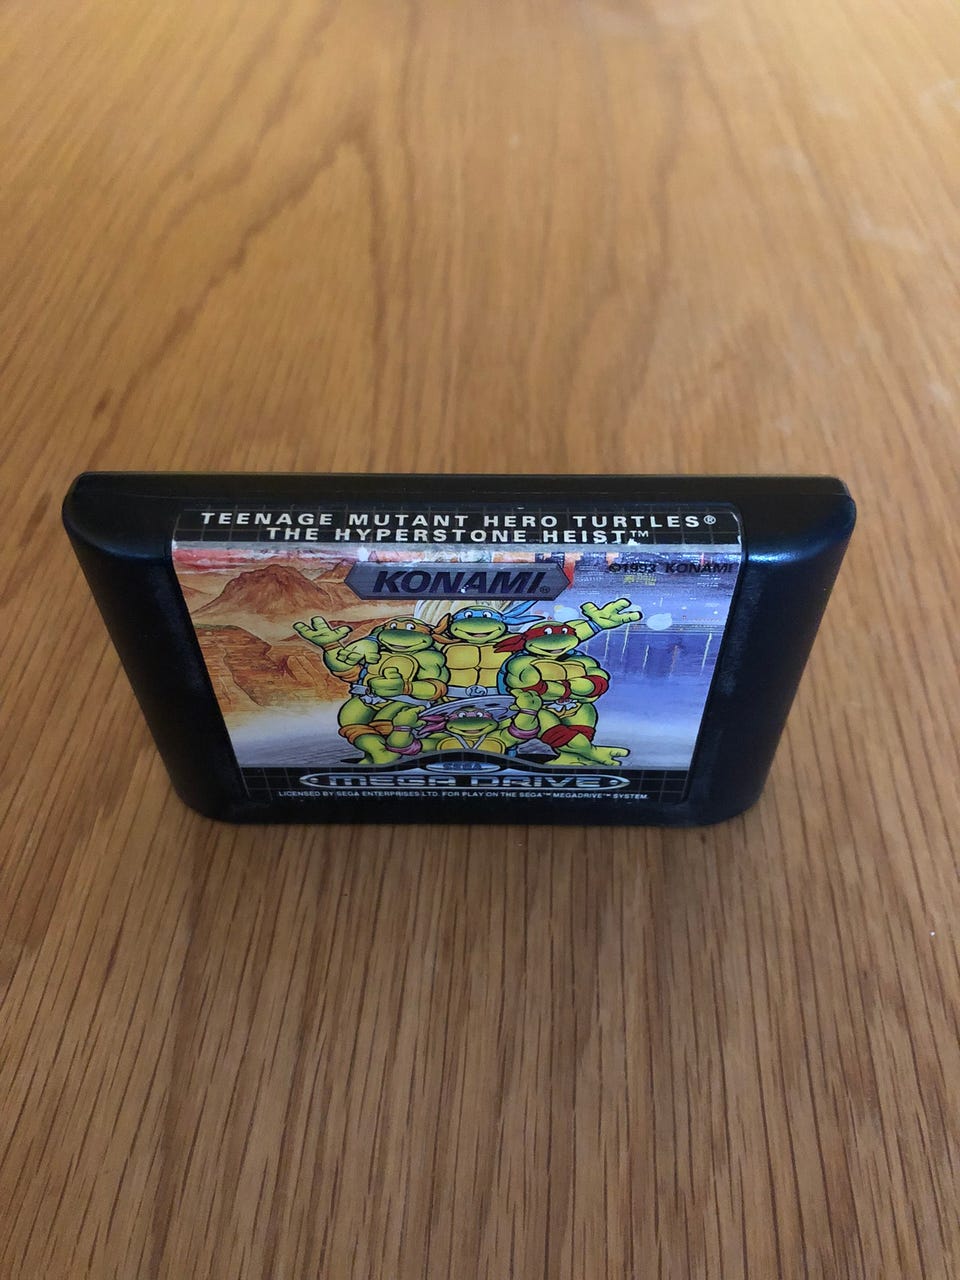 TEENAGE MUTANT HERO TURTLES®
THE HYPERSTONE HEIST™
KONAMI®
©1993 KONAMI
SEGA
MEGA DRIVE
LICENSED BY SEGA ENTERPRISES LTD. FOR PLAY ON THE SEGA™ MEGADRIVE™ SYSTEM.